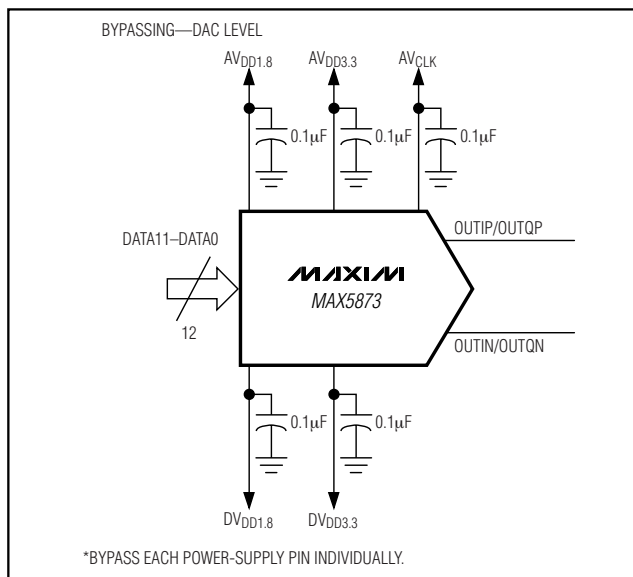 BYPASSING—DAC LEVEL
AVDD1.8 AVDD3.3 AVCLK
0.1µF 0.1µF 0.1µF
OUTIP/OUTQP
DATA11–DATA0
MAXIM
MAX5873
12
OUTIN/OUTQN
0.1µF 0.1µF
DVDD1.8 DVDD3.3
*BYPASS EACH POWER-SUPPLY PIN INDIVIDUALLY.